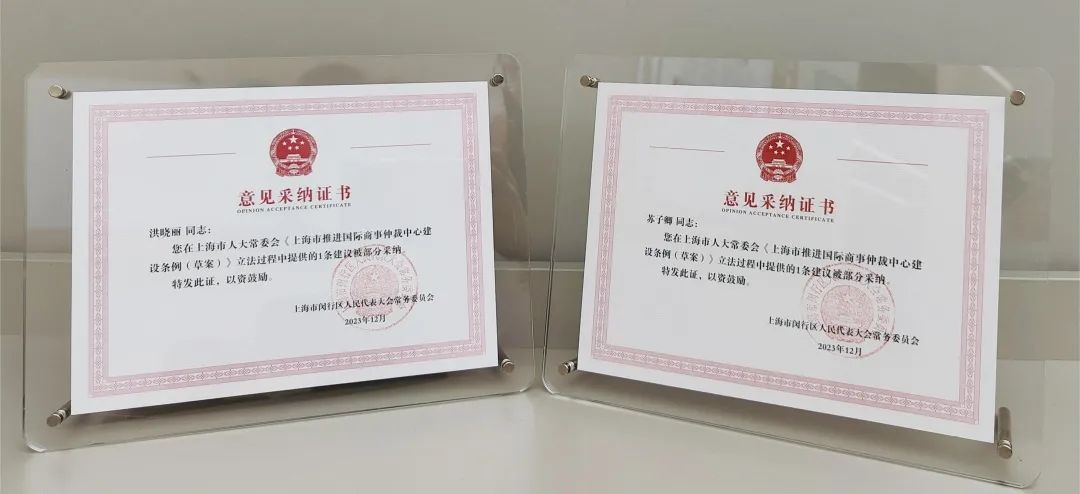 意见采纳证书
OPINION ACCEPTANCE CERTIFICATE
洪晓丽 同志：
您在上海市人大常委会《上海市推进国际商事仲裁中心建
设条例（草案）》立法过程中提供的1条建议被部分采纳。
特发此证，以资鼓励。
上海市闵行区人民代表大会常务委员会
2023年12月
意见采纳证书
OPINION ACCEPTANCE CERTIFICATE
苏子卿 同志：
您在上海市人大常委会《上海市推进国际商事仲裁中心建
设条例（草案）》立法过程中提供的1条建议被部分采纳。
特发此证，以资鼓励。
上海市闵行区人民代表大会常务委员会
2023年12月